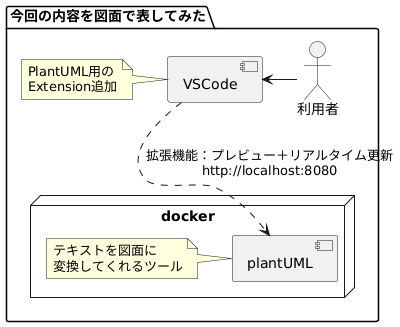 今回の内容を図面で表してみた
PlantUML用の
Extension追加
VSCode
利用者
拡張機能：プレビュー＋リアルタイム更新
http://localhost:8080
docker
テキストを図面に
変換してくれるツール
plantUML